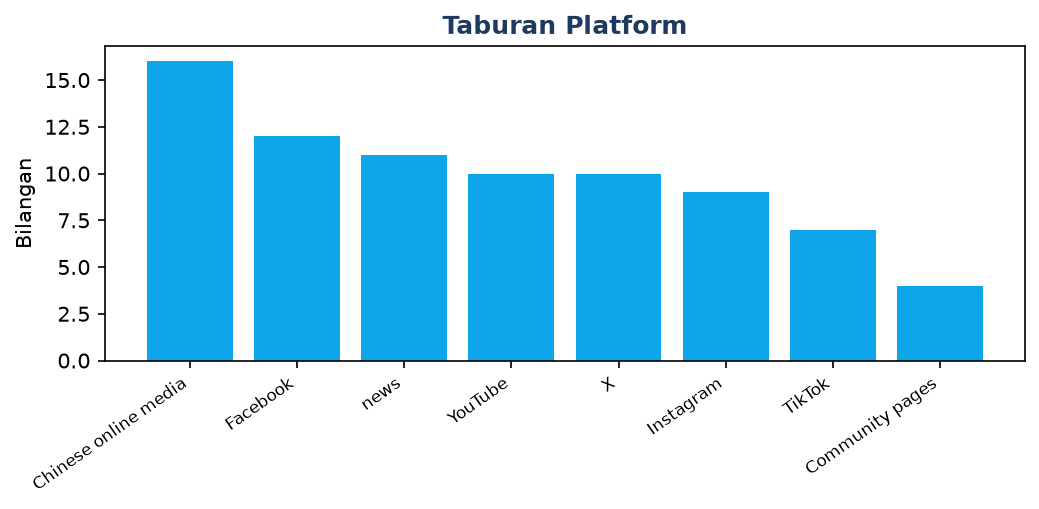 Taburan Platform
Bilangan
15.0
12.5
10.0
7.5
5.0
2.5
0.0
Chinese online media
Facebook
news
YouTube
X
Instagram
TikTok
Community pages